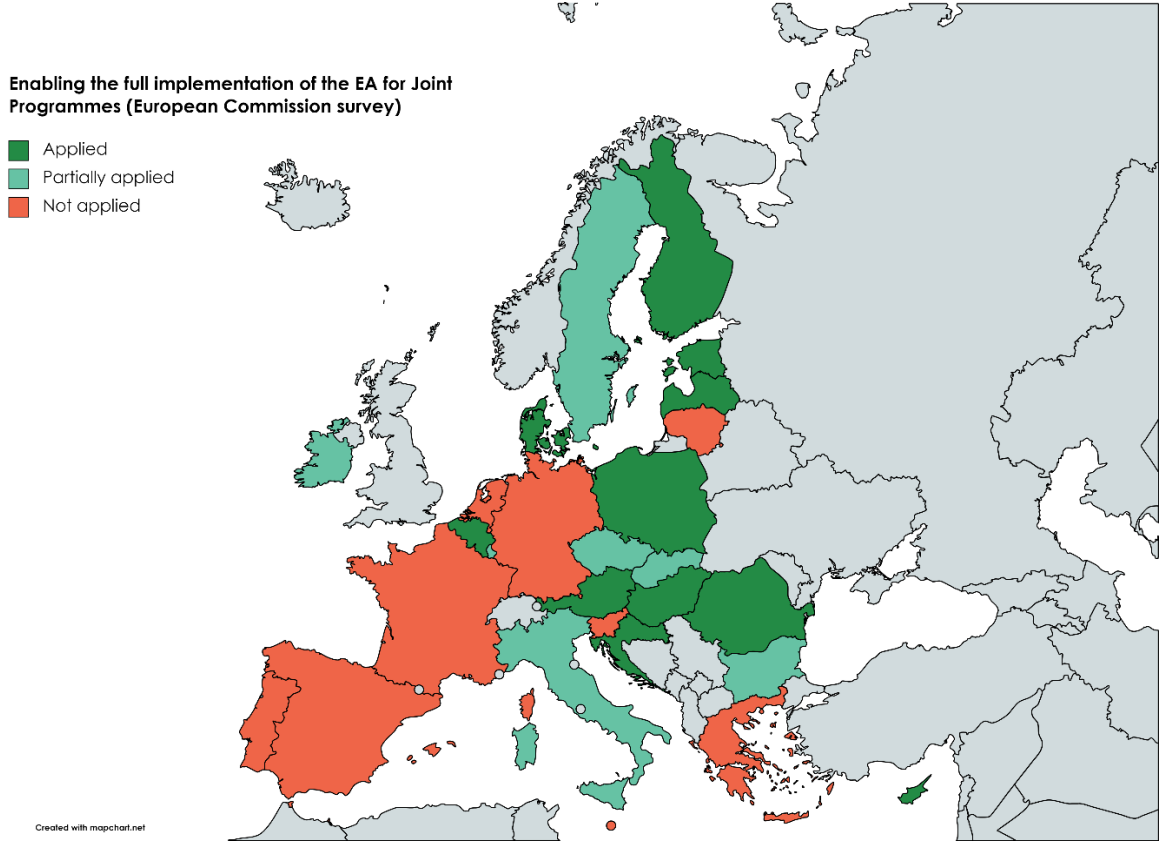 Enabling the full implementation of the EA for Joint
Programmes (European Commission survey)
Applied
Partially applied
Not applied
Created with mapchart.net